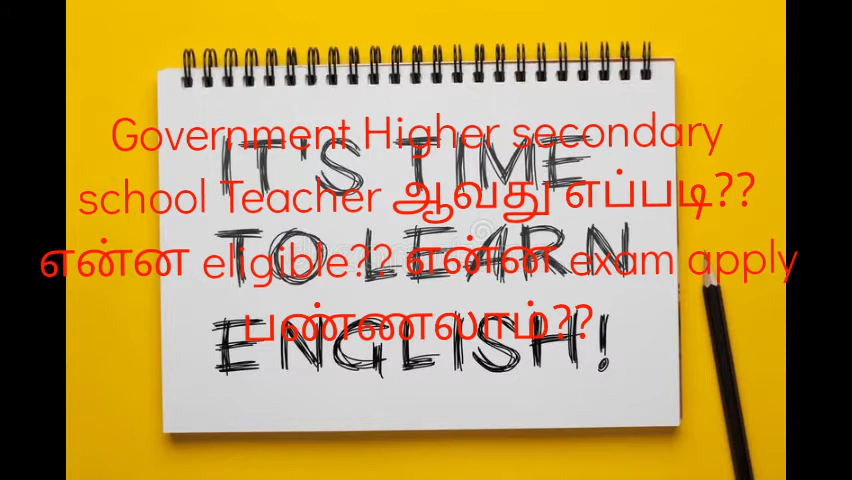 Government Higher secondary
school Teacher ஆவது எப்படி??
என்ன eligible?? என்ன exam apply
பண்ணலாம்??
IT'S TIME
TO LEARN
ENGLISH!